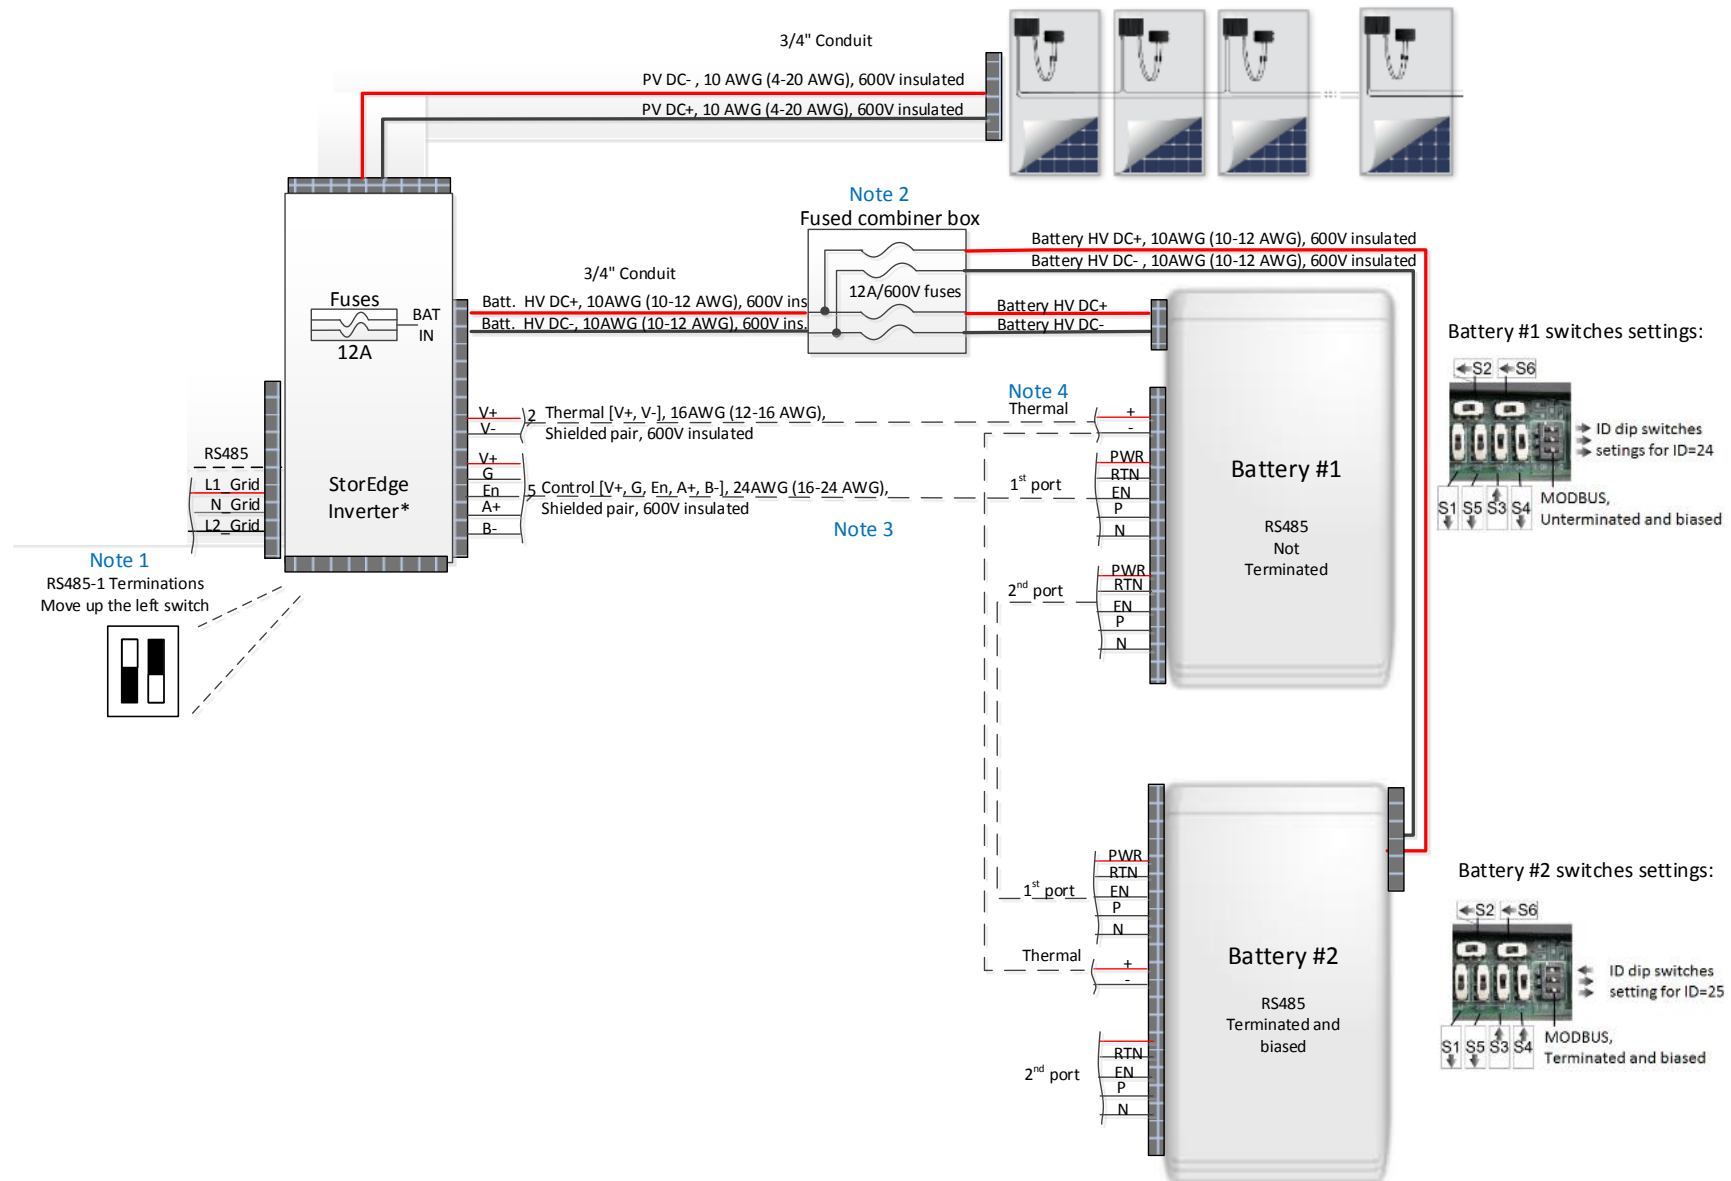 3/4" Conduit
PV DC- , 10 AWG (4-20 AWG), 600V insulated
PV DC+, 10 AWG (4-20 AWG), 600V insulated
Note 2
Fused combiner box
Battery HV DC+, 10AWG (10-12 AWG), 600V insulated
Battery HV DC- , 10AWG (10-12 AWG), 600V insulated
3/4" Conduit
12A/600V fuses
Batt. HV DC+, 10AWG (10-12 AWG), 600V ins
Batt. HV DC-, 10AWG (10-12 AWG), 600V ins.
Battery HV DC+
Battery HV DC-
Fuses
12A
BAT
IN
StorEdge
Inverter*
RS485
L1_Grid
N_Grid
L2_Grid
Note 1
RS485-1 Terminations
Move up the left switch
V+
V-
2 Thermal [V+, V-], 16AWG (12-16 AWG),
Shielded pair, 600V insulated
V+
G
En
A+
B-
5 Control [V+, G, En, A+, B-], 24AWG (16-24 AWG),
Shielded pair, 600V insulated
Note 3
Note 4
Thermal
+
-
1st port
PWR
RTN
EN
P
N
2nd port
PWR
RTN
EN
P
N
Battery #1
RS485
Not
Terminated
Battery #1 switches settings:
S2 S6
ID dip switches
setings for ID=24
S1 S5 S3 S4
MODBUS,
Unterminated and biased
1st port
PWR
RTN
EN
P
N
Thermal
+
-
2nd port
RTN
EN
P
N
Battery #2
RS485
Terminated and
biased
Battery #2 switches settings:
S2 S6
ID dip switches
setting for ID=25
S1 S5 S3 S4
MODBUS,
Terminated and biased